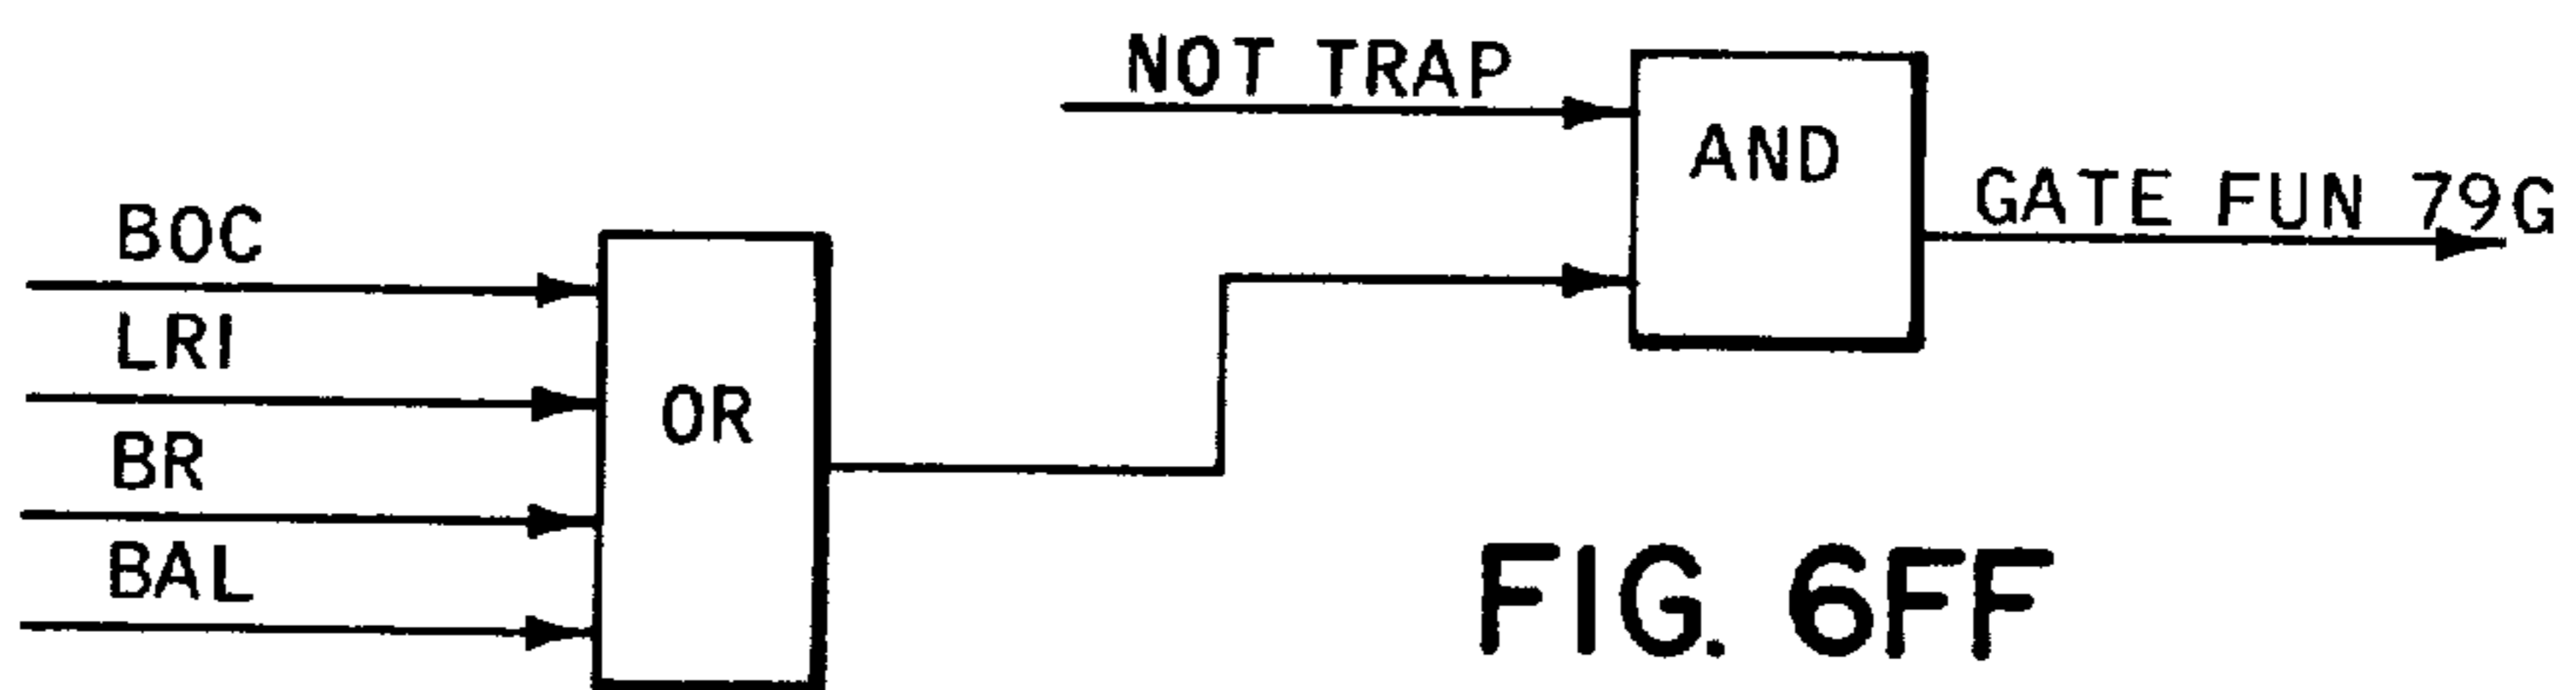 NOT TRAP
AND
GATE FUN 79G
BOC
LRI
BR
BAL
OR
FIG. 6FF